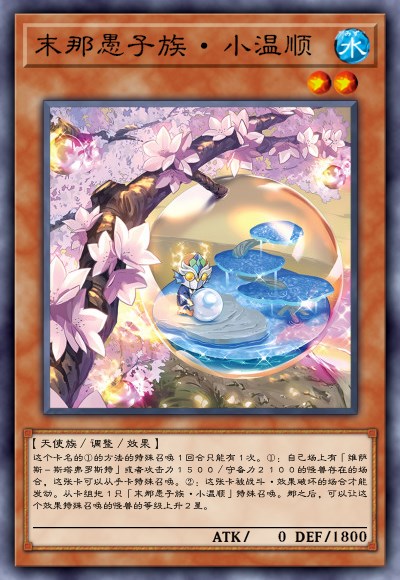 末那愚子族・小温顺
水
【天使族／调整／效果】
这个卡名的①的方法的特殊召唤1回合只能有1次。①：自己场上有「维萨
斯－斯塔弗罗斯特」或者攻击力1500／守备力2100的怪兽存在的场
合，这张卡可以从手卡特殊召唤。②：这张卡被战斗·效果破坏的场合才能
发动。从卡组把1只「末那愚子族・小温顺」特殊召唤。那之后，可以让这
个效果特殊召唤的怪兽的等级上升2星。
ATK/ 0 DEF/1800